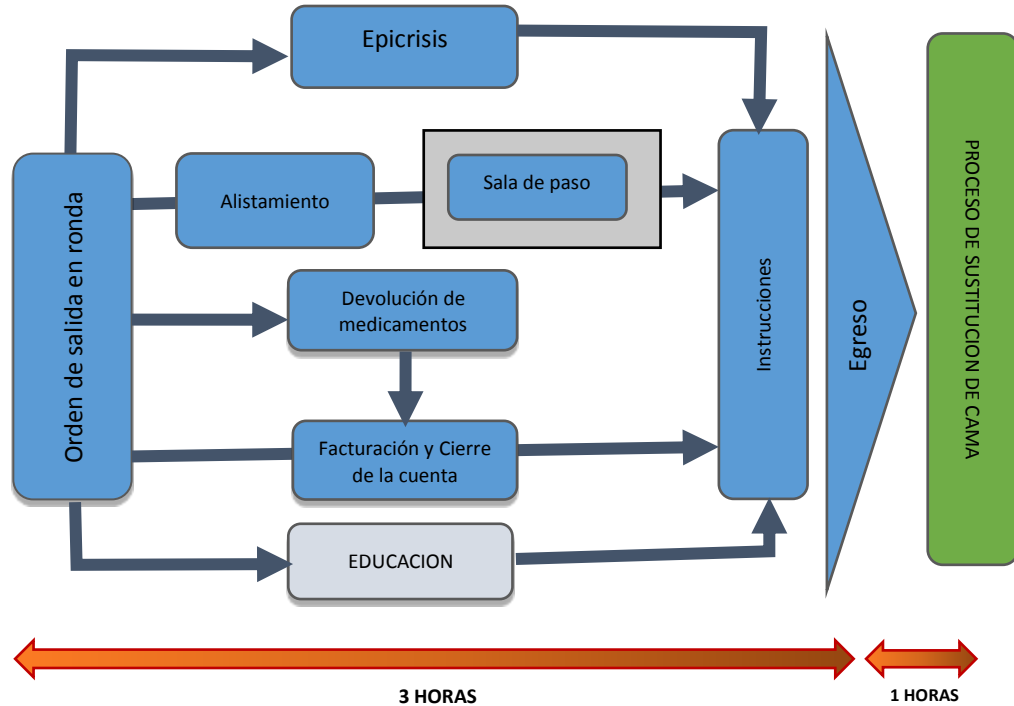 Epicrisis
Orden de salida en ronda
Alistamiento
Sala de paso
Devolución de
medicamentos
Facturación y Cierre
de la cuenta
EDUCACION
Instrucciones
Egreso
PROCESO DE SUSTITUCION DE CAMA
3 HORAS
1 HORAS